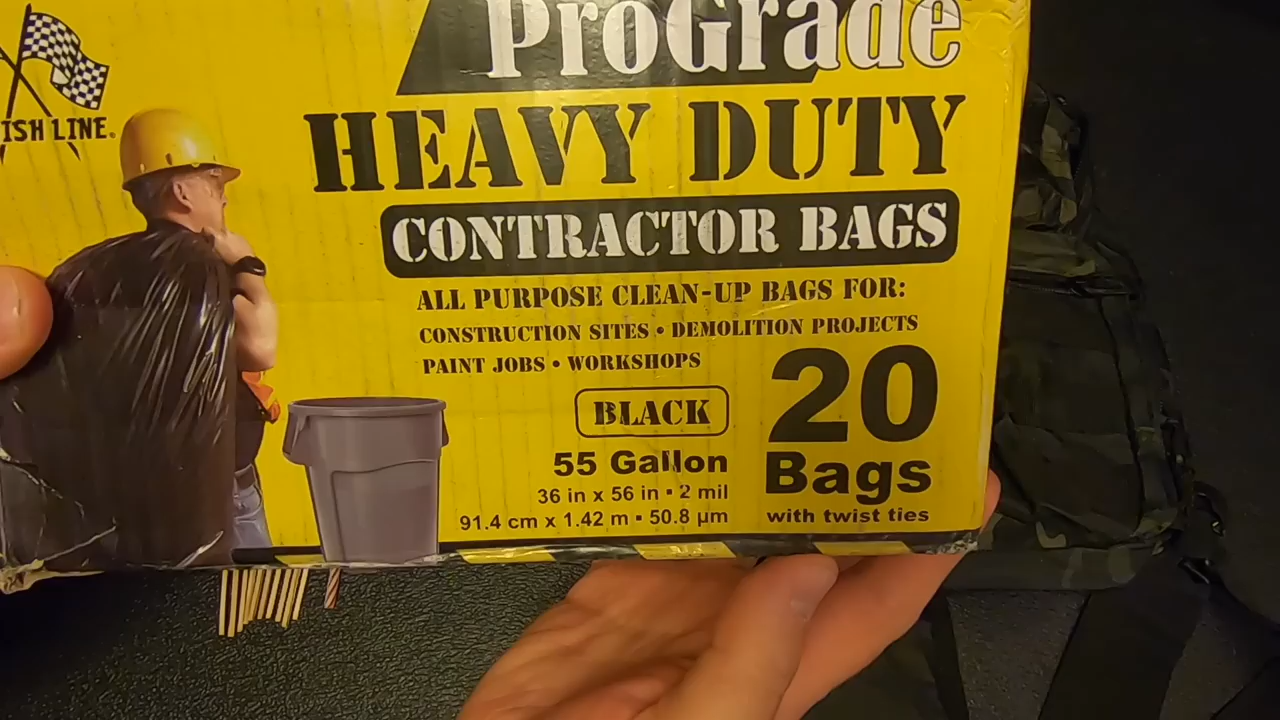 ProGrade
ISH LINE®
HEAVY DUTY
CONTRACTOR BAGS
ALL PURPOSE CLEAN-UP BAGS FOR:
CONSTRUCTION SITES • DEMOLITION PROJECTS
PAINT JOBS • WORKSHOPS
BLACK
20
Bags
with twist ties
55 Gallon
36 in x 56 in ▪ 2 mil
91.4 cm x 1.42 m ▪ 50.8 µm